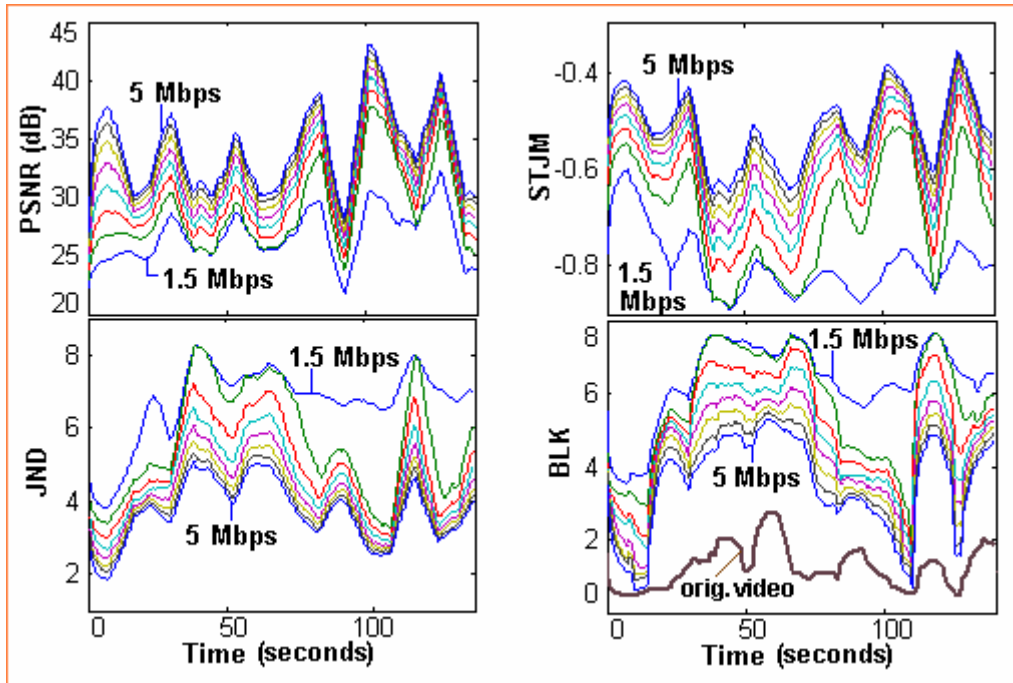 45
40
35
30
25
20
PSNR (dB)
5 Mbps
1.5 Mbps
-0.4
-0.6
-0.8
STJM
5 Mbps
1.5
Mbps
8
6
4
2
JND
1.5 Mbps
5 Mbps
0 50 100
Time (seconds)
8
6
4
2
0
BLK
1.5 Mbps
5 Mbps
orig. video
0 50 100
Time (seconds)